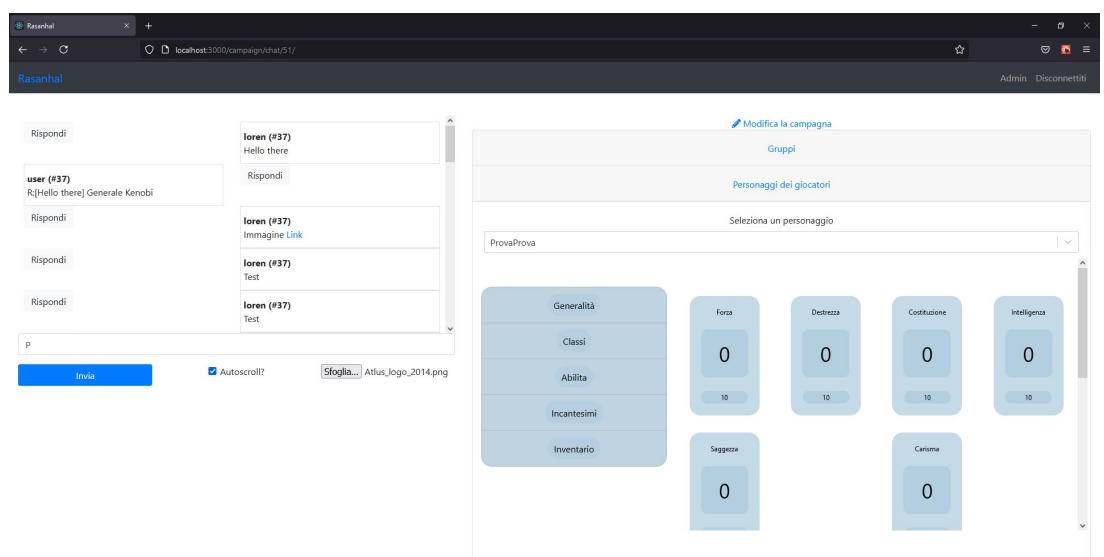 Rasanhal
localhost:3000/campaign/chat/51/
Rasanhal
Admin Disconnettiti
Rispondi
loren (#37)
Hello there
user (#37)
R:[Hello there] Generale Kenobi
Rispondi
Rispondi
loren (#37)
Immagine Link
Rispondi
loren (#37)
Test
Rispondi
loren (#37)
Test
P
Invia
Autoscroll?
Sfoglia... Atlus_logo_2014.png
Modifica la campagna
Gruppi
Personaggi dei giocatori
Seleziona un personaggio
ProvaProva
Generalità
Classi
Abilita
Incantesimi
Inventario
Forza
0
10
Destrezza
0
10
Costituzione
0
10
Intelligenza
0
10
Saggezza
0
Carisma
0